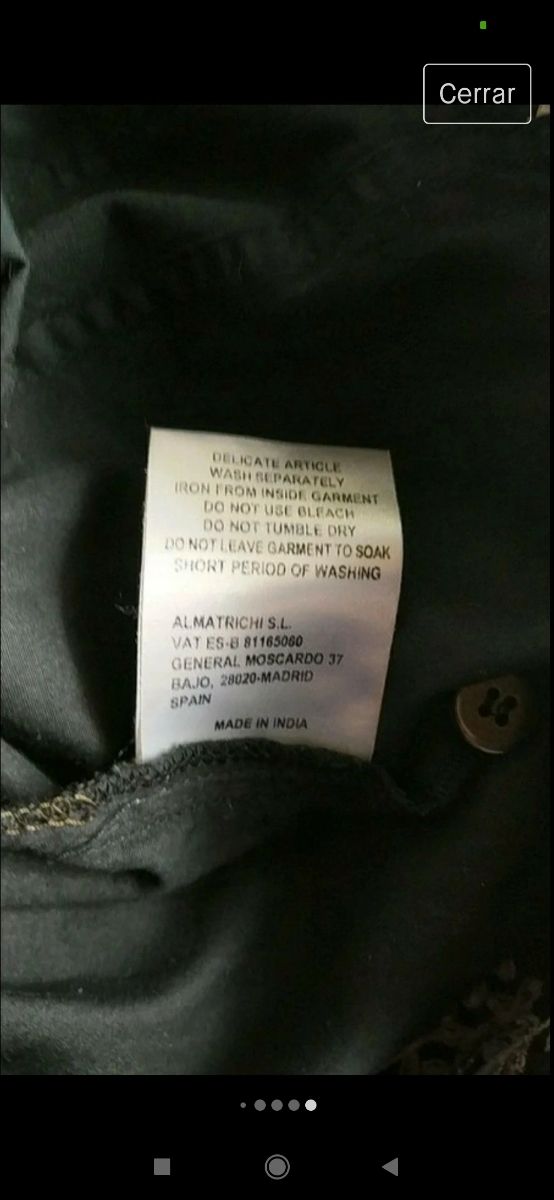 Cerrar
DELICATE ARTICLE
WASH SEPARATELY
IRON FROM INSIDE GARMENT
DO NOT USE BLEACH
DO NOT TUMBLE DRY
DO NOT LEAVE GARMENT TO SOAK
SHORT PERIOD OF WASHING
ALMATRICHI S.L.
VAT ES-B 81165060
GENERAL MOSCARDO 37
BAJO, 28020-MADRID
SPAIN
MADE IN INDIA